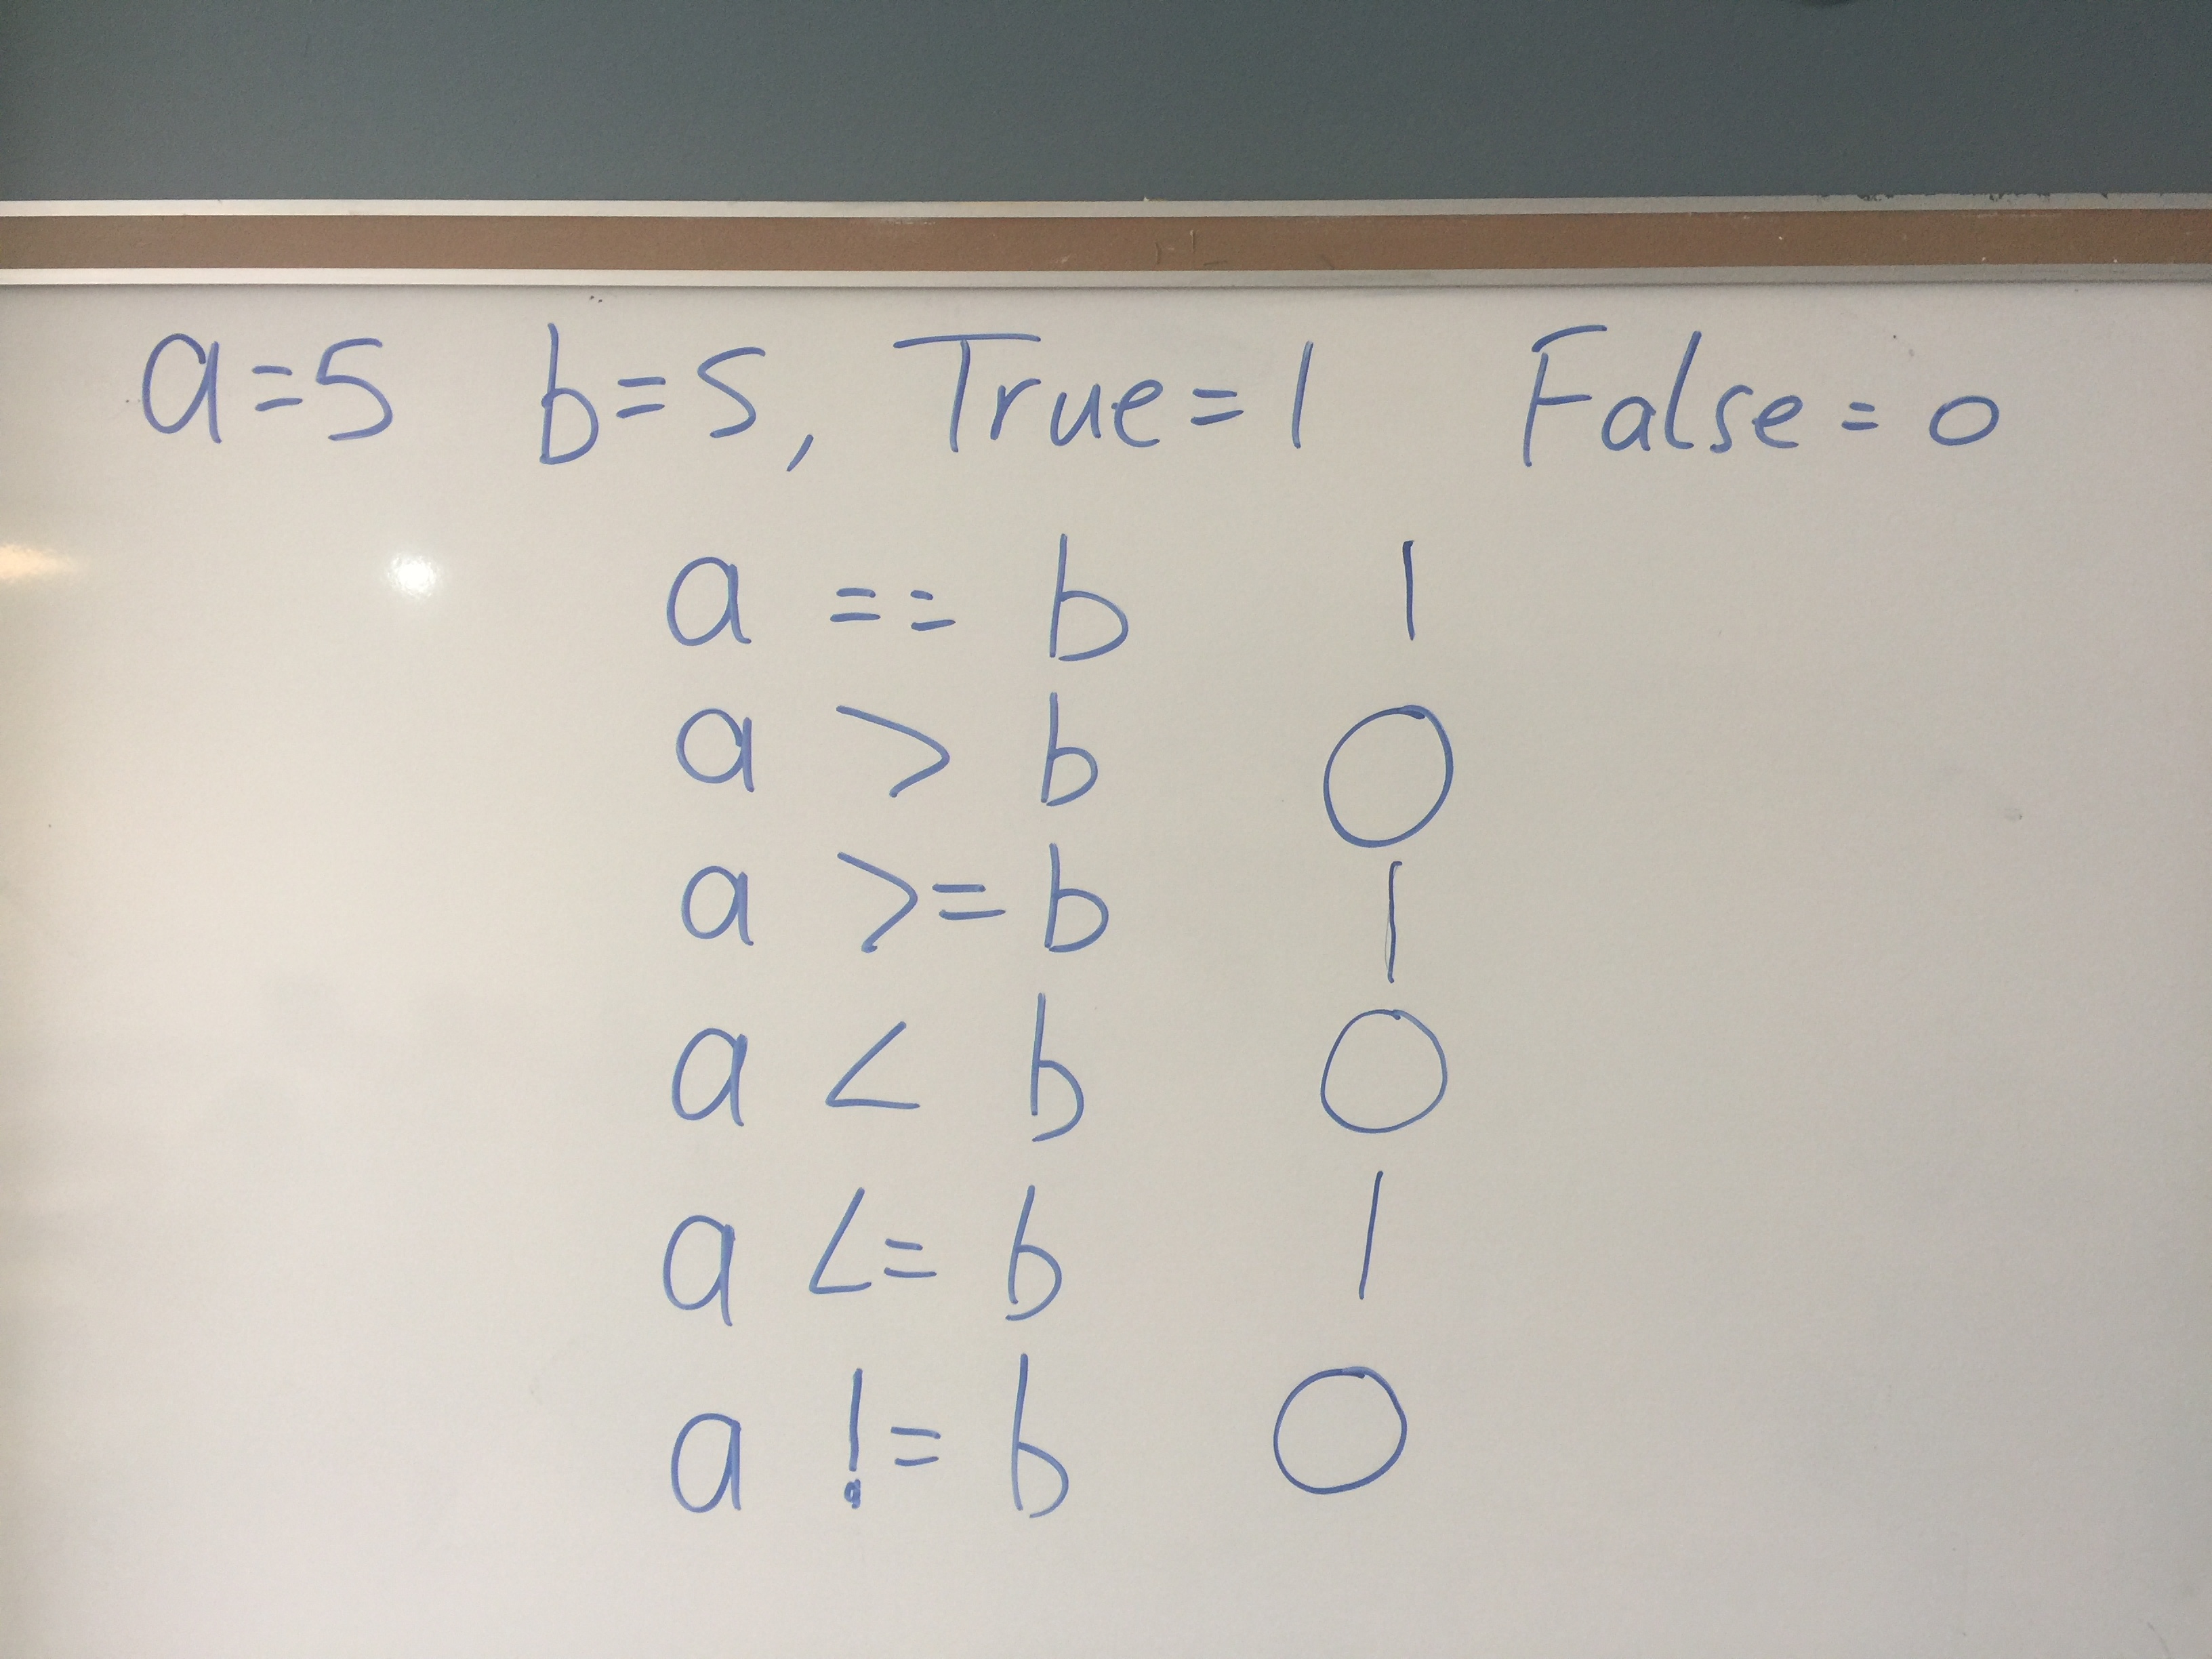 a=5 b=5, True=1 False=0
a == b 1
a > b 0
a >= b 1
a < b 0
a <= b 1
a != b 0